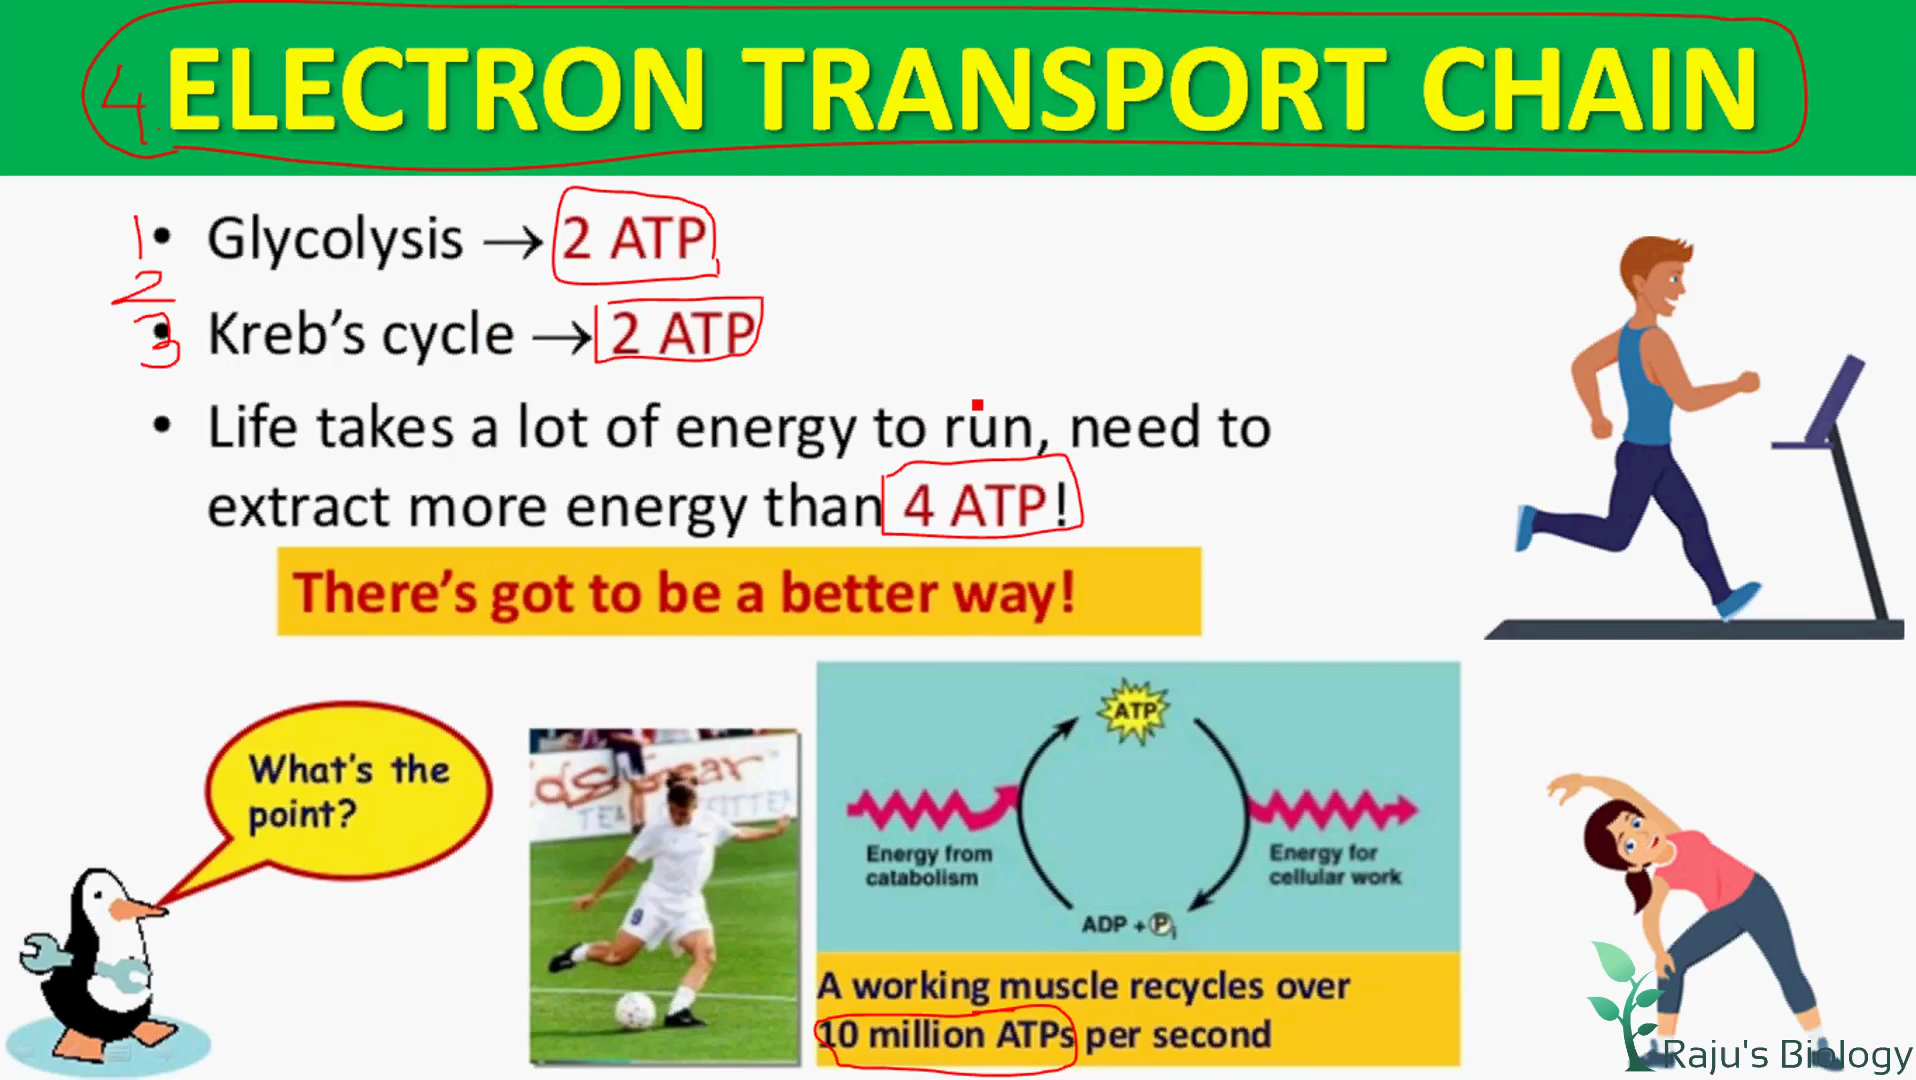 4. ELECTRON TRANSPORT CHAIN
1 • Glycolysis → 2 ATP
2
3 • Kreb's cycle → 2 ATP
• Life takes a lot of energy to run, need to
extract more energy than 4 ATP!
There's got to be a better way!
What's the
point?
ATP
Energy from
catabolism
Energy for
cellular work
ADP + Pi
A working muscle recycles over
10 million ATPs per second
Raju's Biology